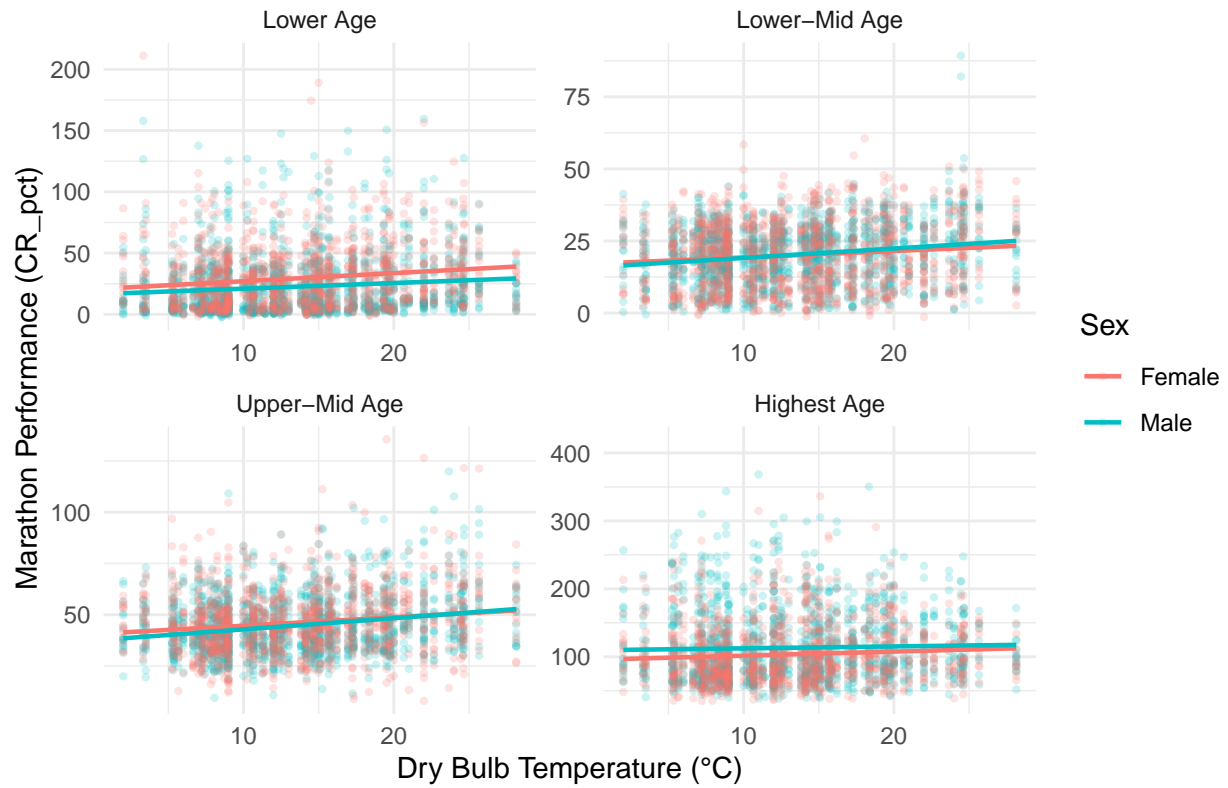 Lower Age
Lower−Mid Age
200
150
100
50
0
75
50
25
0
10
20
10
20
Upper−Mid Age
Highest Age
100
50
400
300
200
100
10
20
10
20
Marathon Performance (CR_pct)
Dry Bulb Temperature (°C)
Sex
Female
Male